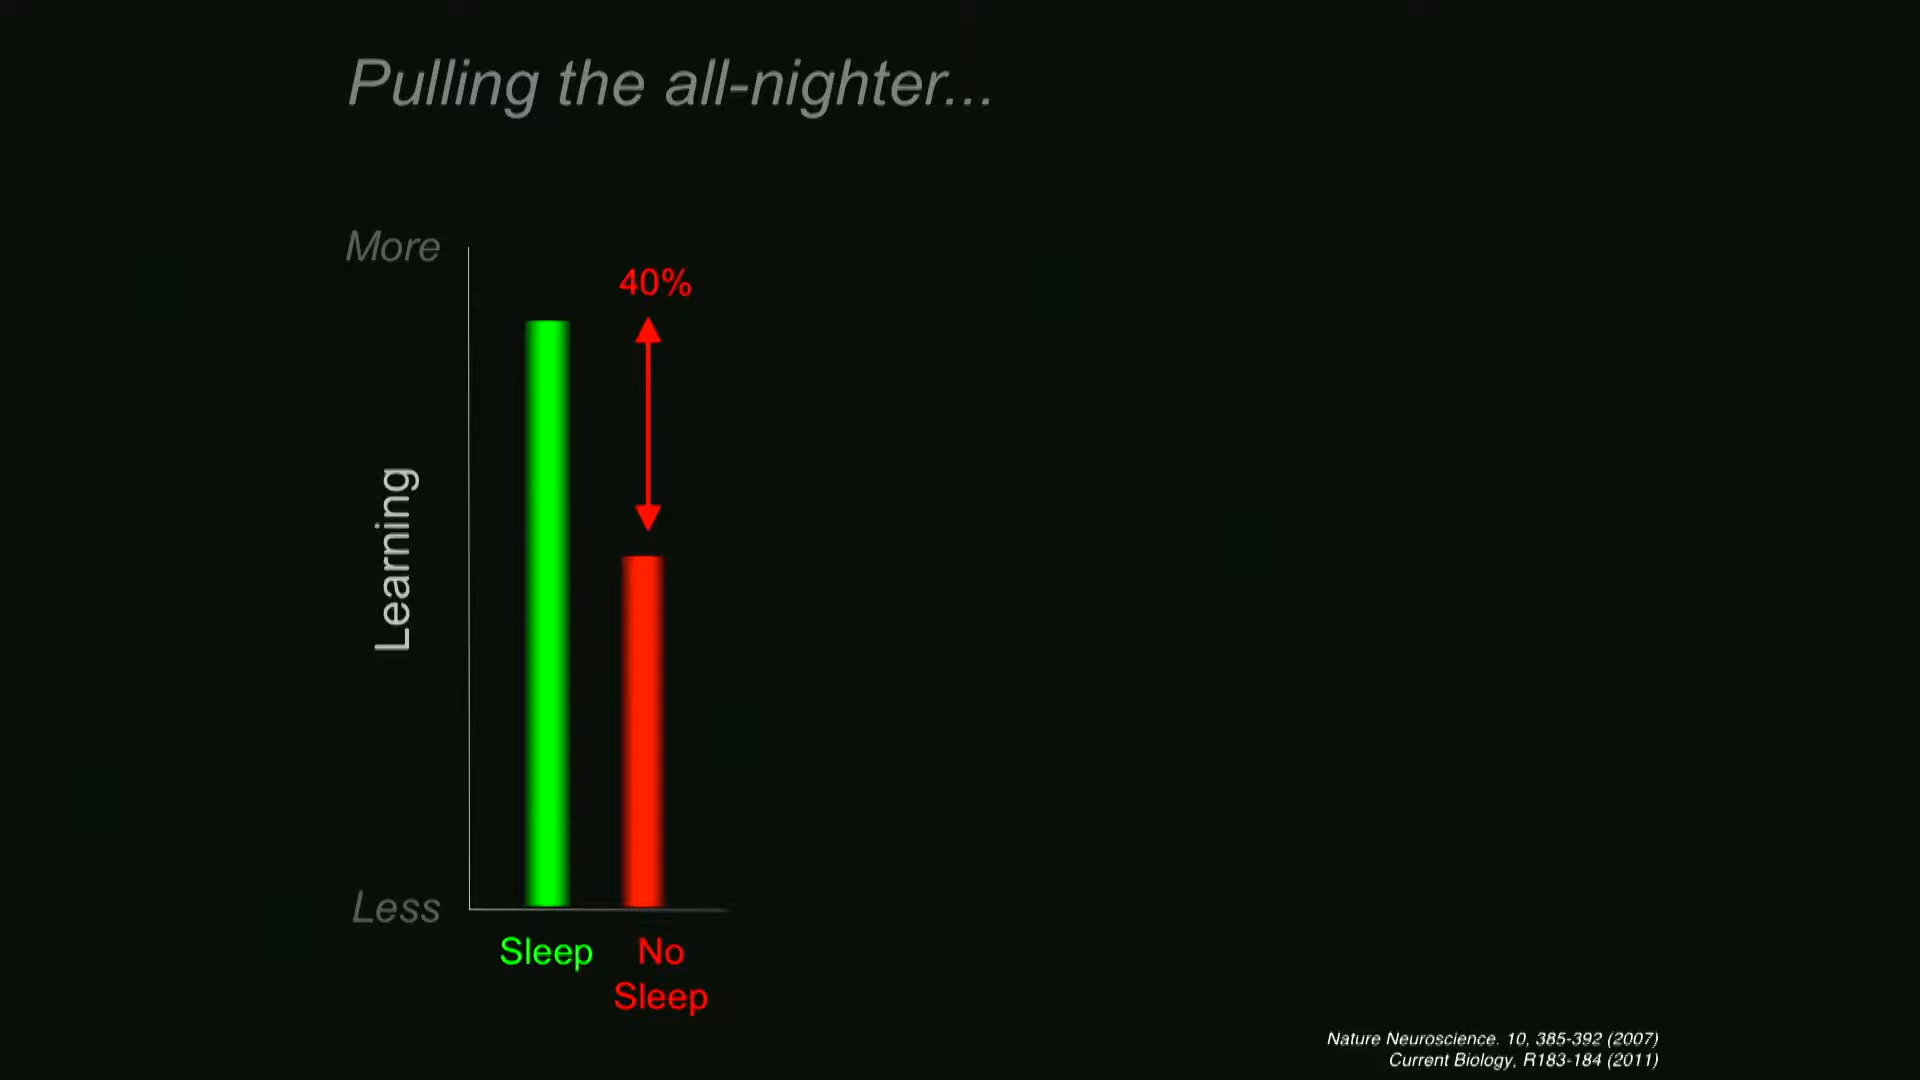 Pulling the all-nighter...
More
40%
Learning
Less
Sleep
No
Sleep
Nature Neuroscience. 10, 385-392 (2007)
Current Biology, R183-184 (2011)